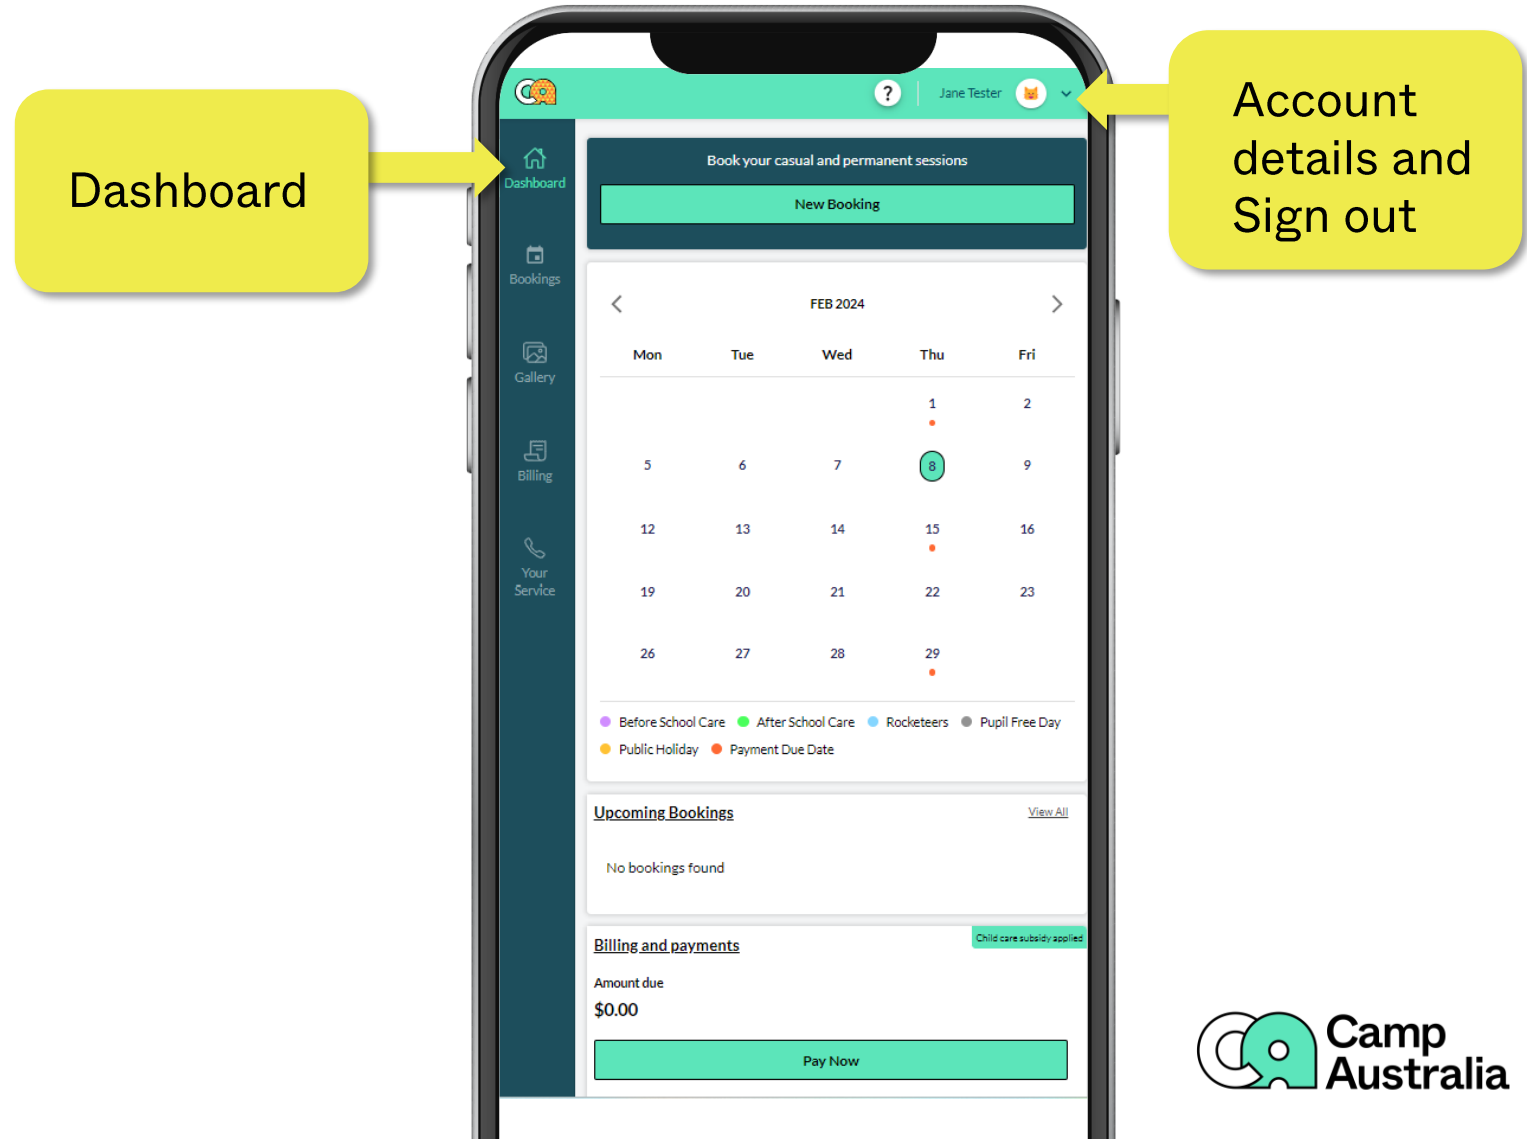 Dashboard
Account
details and
Sign out
?
Jane Tester
Dashboard
Bookings
Gallery
Billing
Your
Service
Book your casual and permanent sessions
New Booking
FEB 2024
Mon Tue Wed Thu Fri
1 2
5 6 7 8 9
12 13 14 15 16
19 20 21 22 23
26 27 28 29
Before School Care After School Care Rocketeers Pupil Free Day
Public Holiday Payment Due Date
Upcoming Bookings View All
No bookings found
Billing and payments Child care subsidy applied
Amount due
$0.00
Pay Now
Camp
Australia